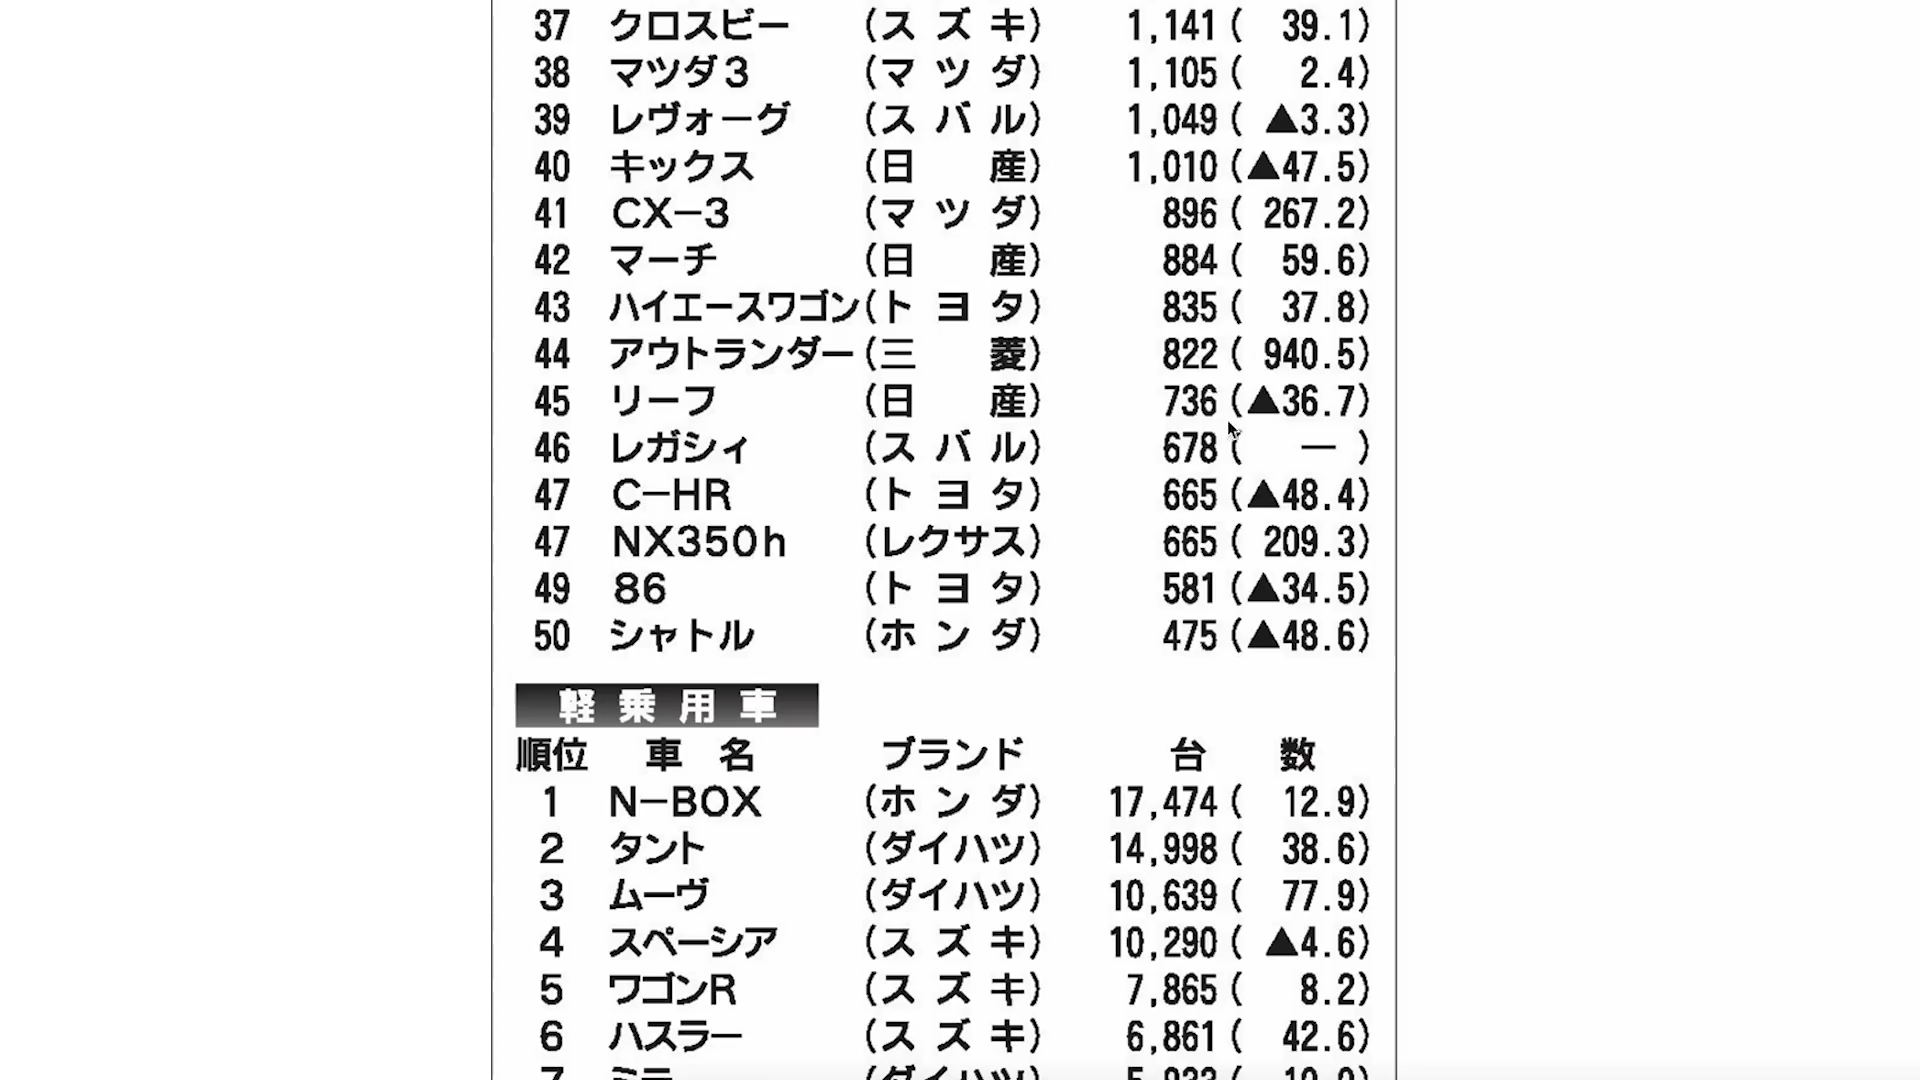 37 クロスビー (スズキ) 1,141 ( 39.1)
38 マツダ3 (マツダ) 1,105 ( 2.4)
39 レヴォーグ (スバル) 1,049 ( ▲3.3)
40 キックス (日産) 1,010 (▲47.5)
41 CX−3 (マツダ) 896 ( 267.2)
42 マーチ (日産) 884 ( 59.6)
43 ハイエースワゴン (トヨタ) 835 ( 37.8)
44 アウトランダー (三菱) 822 ( 940.5)
45 リーフ (日産) 736 (▲36.7)
46 レガシィ (スバル) 678 ( — )
47 C−HR (トヨタ) 665 (▲48.4)
47 NX350h (レクサス) 665 ( 209.3)
49 86 (トヨタ) 581 (▲34.5)
50 シャトル (ホンダ) 475 (▲48.6)
軽乗用車
順位 車名 ブランド 台数
1 N−BOX (ホンダ) 17,474 ( 12.9)
2 タント (ダイハツ) 14,998 ( 38.6)
3 ムーヴ (ダイハツ) 10,639 ( 77.9)
4 スペーシア (スズキ) 10,290 ( ▲4.6)
5 ワゴンR (スズキ) 7,865 ( 8.2)
6 ハスラー (スズキ) 6,861 ( 42.6)
7 ミラ (ダイハツ)